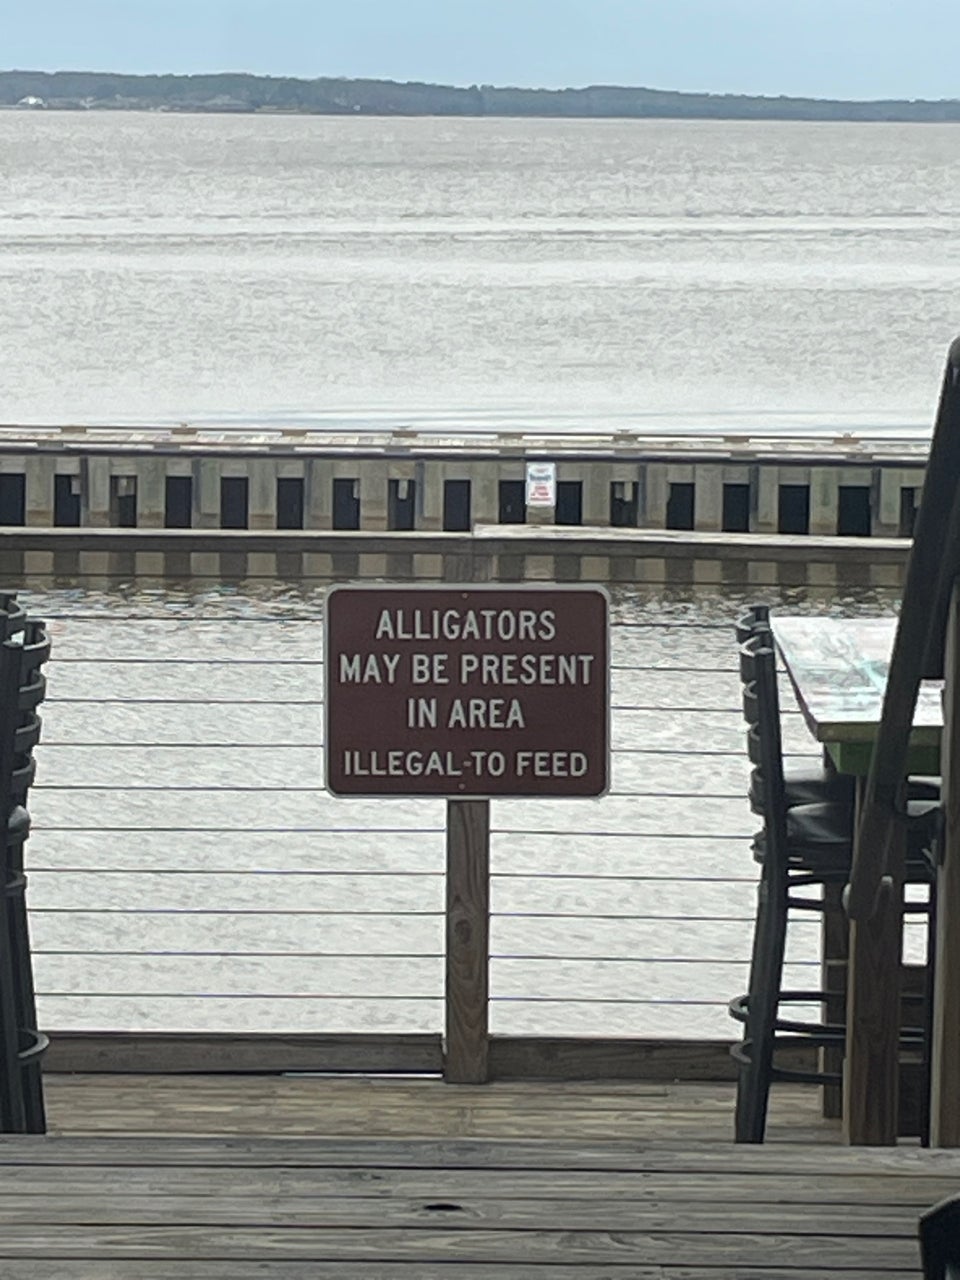 ALLIGATORS
MAY BE PRESENT
IN AREA
ILLEGAL-TO FEED